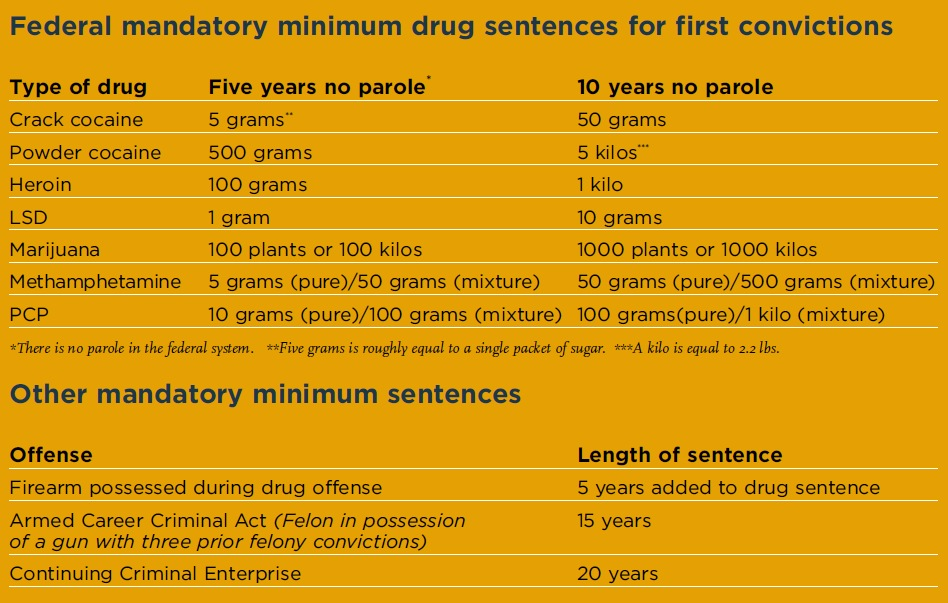 Federal mandatory minimum drug sentences for first convictions
Type of drug Five years no parole* 10 years no parole
Crack cocaine 5 grams** 50 grams
Powder cocaine 500 grams 5 kilos***
Heroin 100 grams 1 kilo
LSD 1 gram 10 grams
Marijuana 100 plants or 100 kilos 1000 plants or 1000 kilos
Methamphetamine 5 grams (pure)/50 grams (mixture) 50 grams (pure)/500 grams (mixture)
PCP 10 grams (pure)/100 grams (mixture) 100 grams(pure)/1 kilo (mixture)
*There is no parole in the federal system. **Five grams is roughly equal to a single packet of sugar. ***A kilo is equal to 2.2 lbs.
Other mandatory minimum sentences
Offense Length of sentence
Firearm possessed during drug offense 5 years added to drug sentence
Armed Career Criminal Act (Felon in possession 15 years
of a gun with three prior felony convictions)
Continuing Criminal Enterprise 20 years